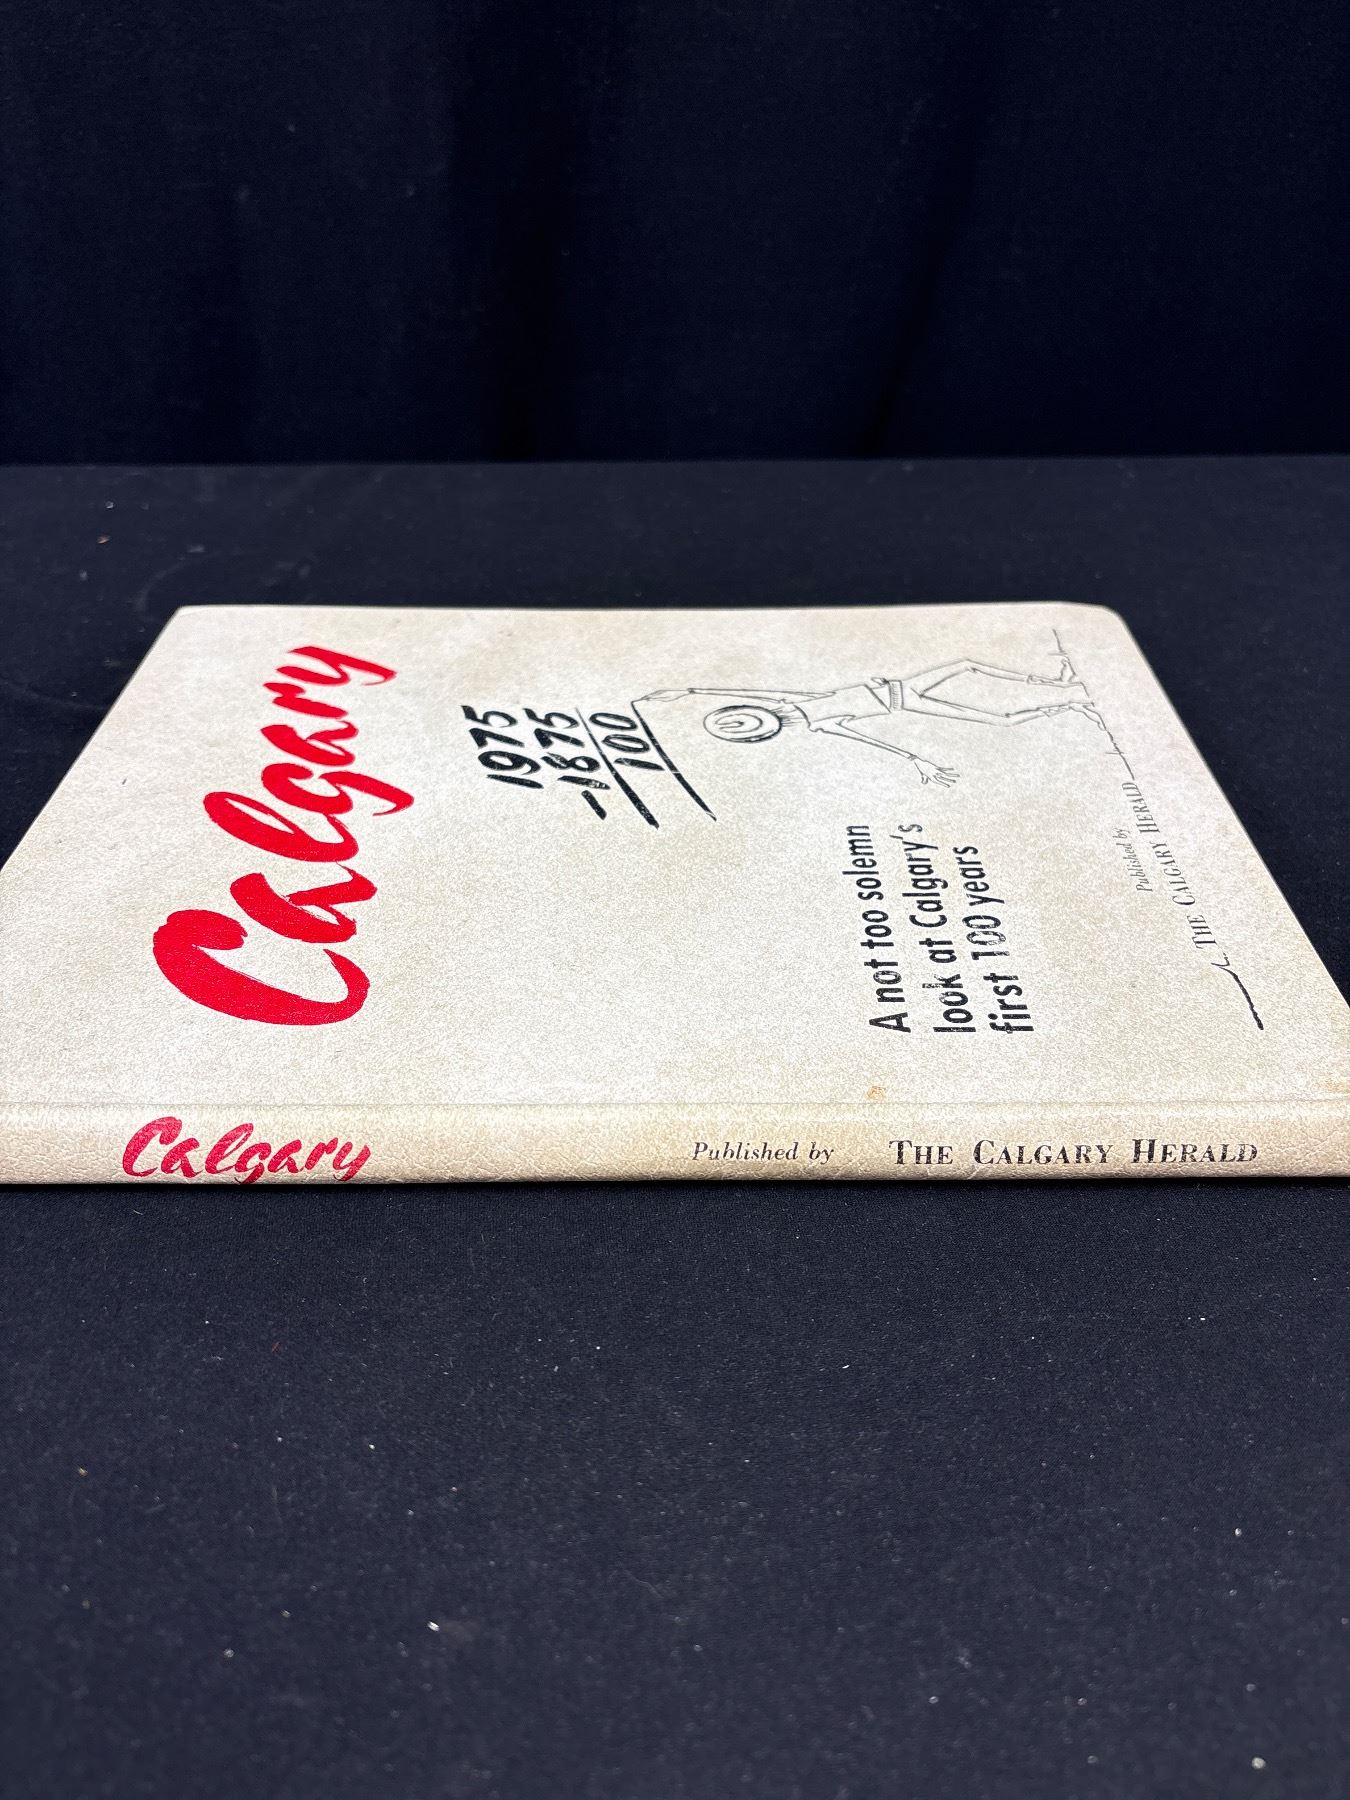 Calgary
1975
-1875
100
A not too solemn
look at Calgary's
first 100 years
Published by
THE CALGARY HERALD
Calgary
Published by THE CALGARY HERALD